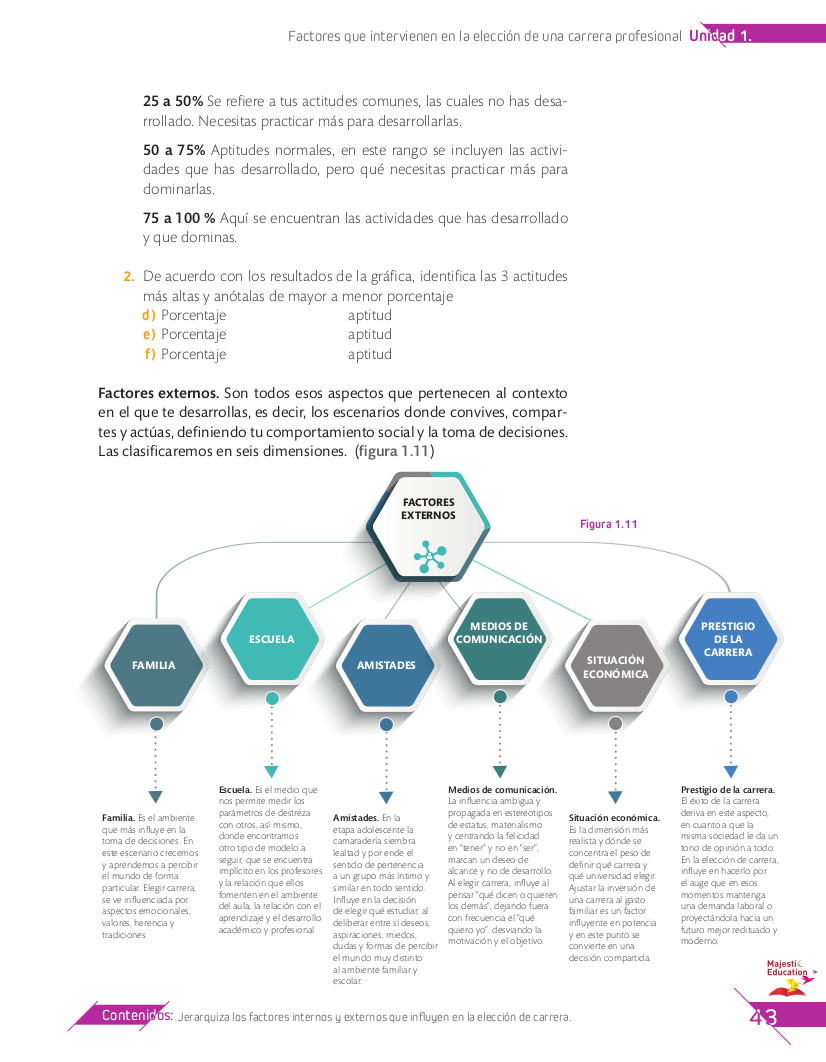 Factores que intervienen en la elección de una carrera profesional Unidad 1.
25 a 50% Se refiere a tus actitudes comunes, las cuales no has desa-
rrollado. Necesitas practicar más para desarrollarlas.
50 a 75% Aptitudes normales, en este rango se incluyen las activi-
dades que has desarrollado, pero qué necesitas practicar más para
dominarlas.
75 a 100 % Aquí se encuentran las actividades que has desarrollado
y que dominas.
2. De acuerdo con los resultados de la gráfica, identifica las 3 actitudes
más altas y anótalas de mayor a menor porcentaje
d) Porcentaje aptitud
e) Porcentaje aptitud
f) Porcentaje aptitud
Factores externos. Son todos esos aspectos que pertenecen al contexto
en el que te desarrollas, es decir, los escenarios donde convives, compar-
tes y actúas, definiendo tu comportamiento social y la toma de decisiones.
Las clasificaremos en seis dimensiones. (figura 1.11)
FACTORES
EXTERNOS
Figura 1.11
FAMILIA
ESCUELA
AMISTADES
MEDIOS DE
COMUNICACIÓN
SITUACIÓN
ECONÓMICA
PRESTIGIO
DE LA
CARRERA
Familia. Es el ambiente
que más influye en la
toma de decisiones. En
este escenario crecemos
y aprendemos a percibir
el mundo de forma
particular. Elegir carrera,
se ve influenciada por
aspectos emocionales,
valores, herencia y
tradiciones.
Escuela. Es el medio que
nos permite medir los
parámetros de destreza
con otros, así mismo,
donde encontramos
otro tipo de modelo a
seguir, que se encuentra
implícito en los profesores
y la relación que ellos
fomenten en el ambiente
del aula, la relación con el
aprendizaje y el desarrollo
académico y profesional.
Amistades. En la
etapa adolescente la
camaradería siembra
lealtad y por ende el
sentido de pertenencia
a un grupo más íntimo y
similar en todo sentido.
Influye en la decisión
de elegir qué estudiar, al
deliberar entre sí deseos,
aspiraciones, miedos,
dudas y formas de percibir
el mundo muy distinto
al ambiente familiar y
escolar.
Medios de comunicación.
La influencia ambigua y
propagada en estereotipos
de estatus, materialismo
y centrando la felicidad
en “tener” y no en “ser”,
marcan un deseo de
alcance y no de desarrollo.
Al elegir carrera, influye al
pensar “qué dicen o quieren
los demás”, dejando fuera
con frecuencia el “qué
quiero yo”. desviando la
motivación y el objetivo.
Situación económica.
Es la dimensión más
realista y dónde se
concentra el peso de
definir qué carrera y
qué universidad elegir.
Ajustar la inversión de
una carrera al gasto
familiar es un factor
influyente en potencia
y en este punto se
convierte en una
decisión compartida.
Prestigio de la carrera.
El éxito de la carrera
deriva en este aspecto,
en cuanto a que la
misma sociedad le da un
tono de opinión a todo.
En la elección de carrera,
influye en hacerlo por
el auge que en esos
momentos mantenga
una demanda laboral o
proyectándola hacia un
futuro mejor redituado y
moderno.
Majestic
Education
Contenidos: Jerarquiza los factores internos y externos que influyen en la elección de carrera.
43